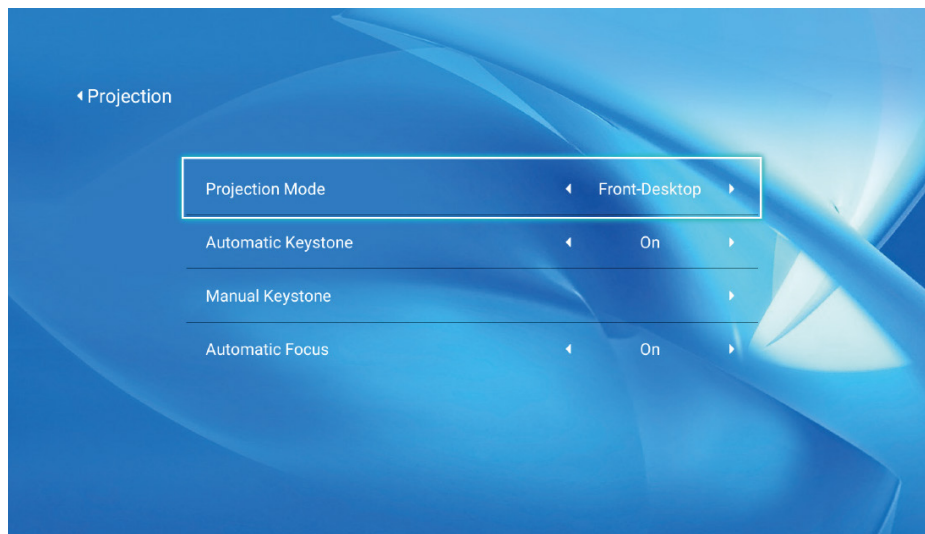 Projection
Projection Mode Front-Desktop
Automatic Keystone On
Manual Keystone
Automatic Focus On